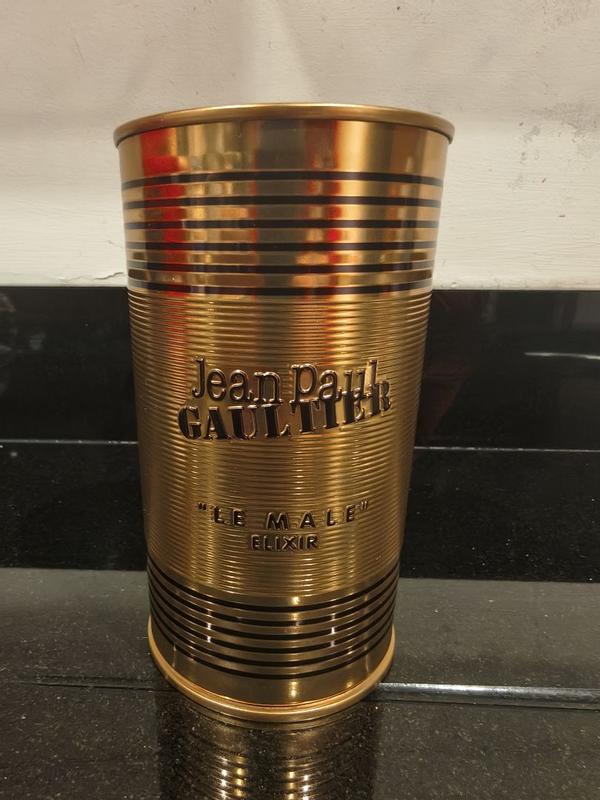 Jean Paul
GAULTIER
"LE MALE"
ELIXIR